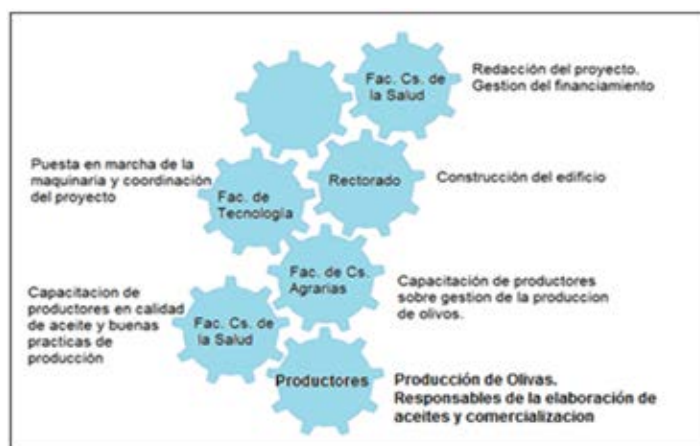 Fac. Cs. de
la Salud
Redacción del proyecto.
Gestion del financiamiento
Puesta en marcha de la
maquinaria y coordinación
del proyecto
Fac. de
Tecnología
Rectorado
Construcción del edificio
Fac. de Cs.
Agrarias
Capacitación de productores
sobre gestion de la produccion
de olivos.
Capacitacion de
productores en calidad
de aceite y buenas
practicas de
producción
Fac. Cs. de
la Salud
Productores
Producción de Olivas.
Responsables de la elaboración de
aceites y comercializacion